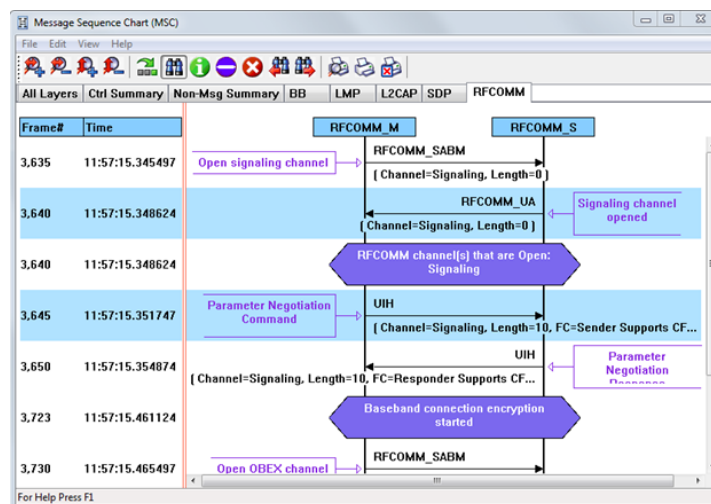 Message Sequence Chart (MSC)
File Edit View Help
All Layers Ctrl Summary Non-Msg Summary BB LMP L2CAP SDP RFCOMM
Frame# Time RFCOMM_M RFCOMM_S
RFCOMM_SABM
3,635 11:57:15.345497 Open signaling channel
( Channel=Signaling, Length=0 )
RFCOMM_UA Signaling channel
3,640 11:57:15.348624 opened
( Channel=Signaling, Length=0 )
RFCOMM channel(s) that are Open:
3,640 11:57:15.348624 Signaling
Parameter Negotiation UIH
3,645 11:57:15.351747 Command
( Channel=Signaling, Length=10, FC=Sender Supports CF...
UIH Parameter
3,650 11:57:15.354874 Negotiation
( Channel=Signaling, Length=10, FC=Responder Supports CF...
Baseband connection encryption
3,723 11:57:15.461124 started
RFCOMM_SABM
3,730 11:57:15.465497 Open OBEX channel
For Help Press F1